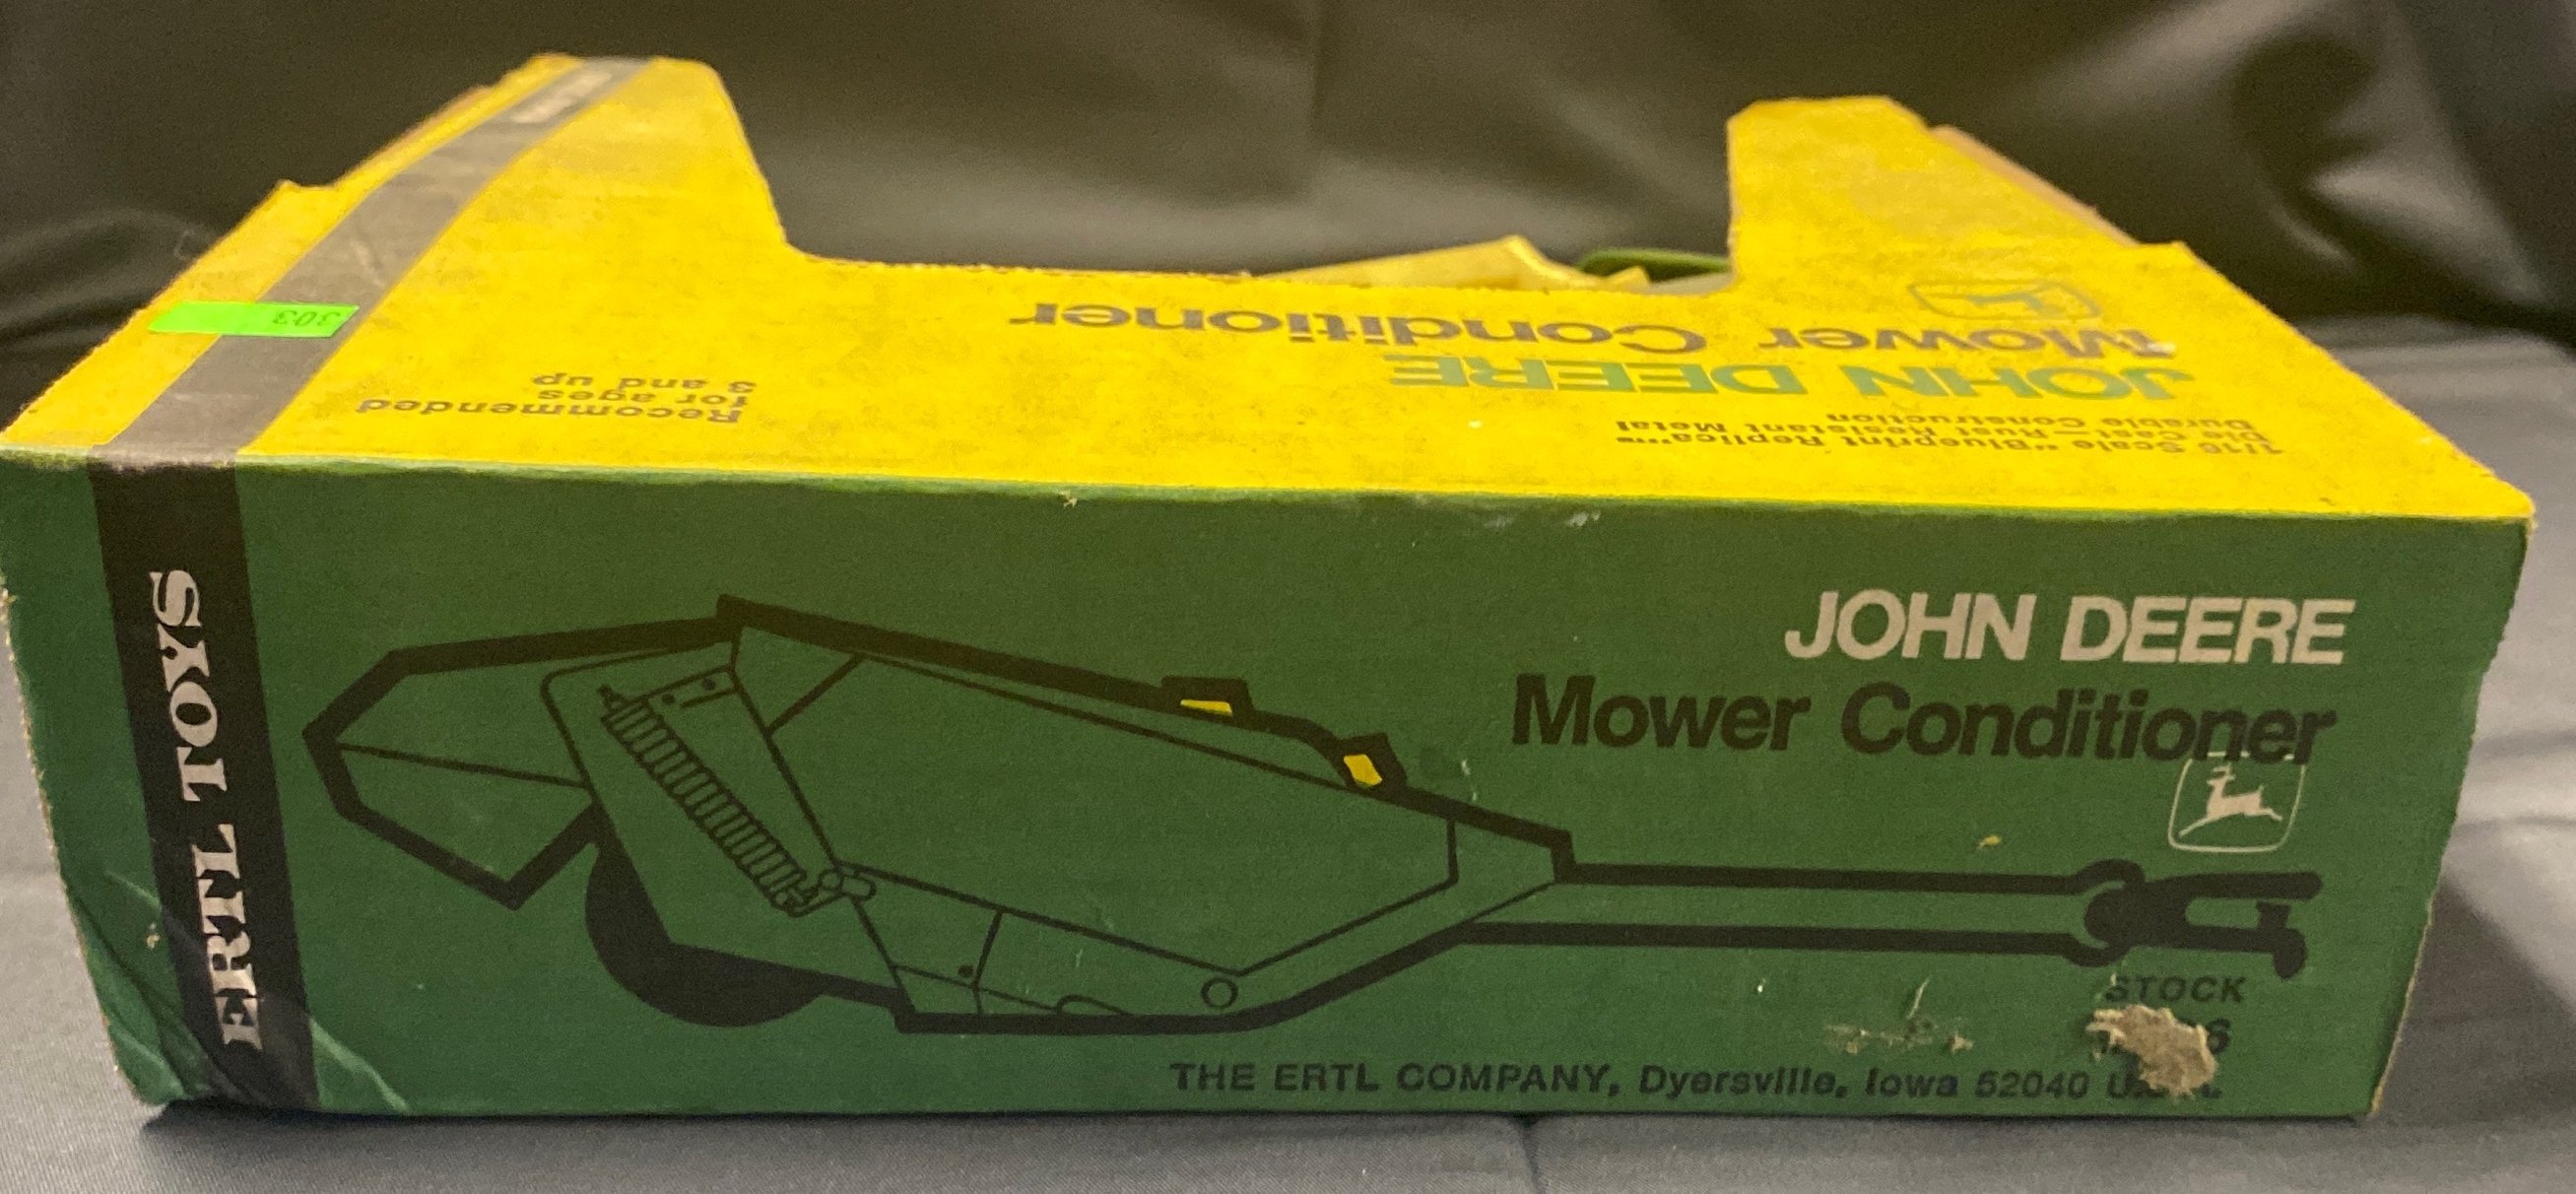 303
Recommended
for ages
3 and up
1/16 Scale "Blueprint Replica"™
Die Cast—Rust Resistant Metal
Durable Construction
JOHN DEERE
Mower Conditioner
ERTL TOYS
JOHN DEERE
Mower Conditioner
STOCK
THE ERTL COMPANY, Dyersville, Iowa 52040